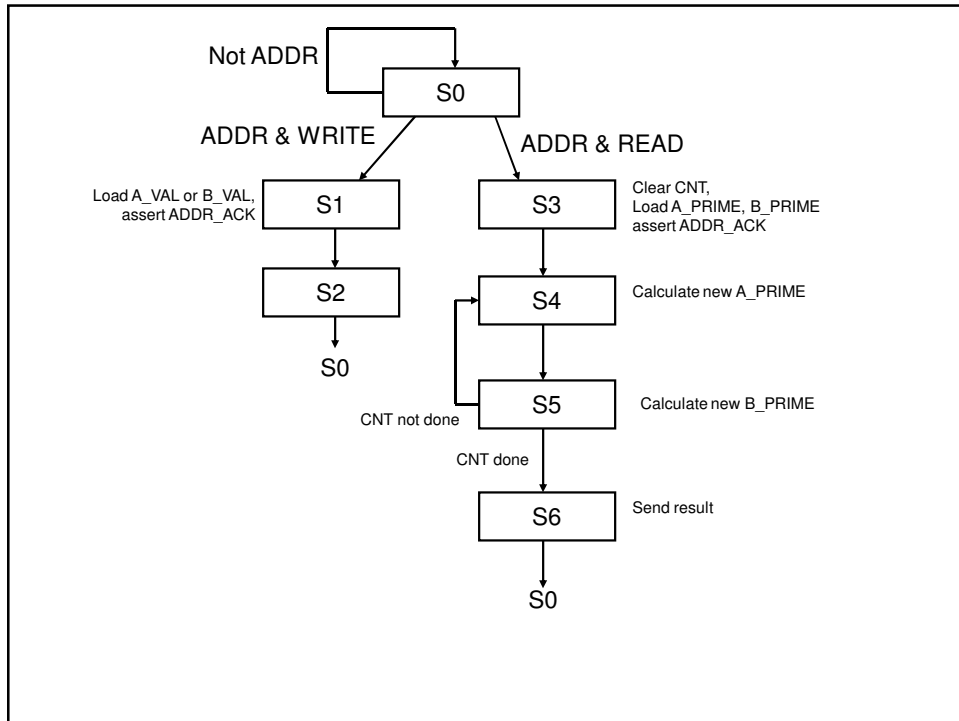 Not ADDR
S0
ADDR & WRITE
ADDR & READ
Load A_VAL or B_VAL,
assert ADDR_ACK
S1
S3
Clear CNT,
Load A_PRIME, B_PRIME
assert ADDR_ACK
S2
S4
Calculate new A_PRIME
S0
S5
Calculate new B_PRIME
CNT not done
CNT done
S6
Send result
S0